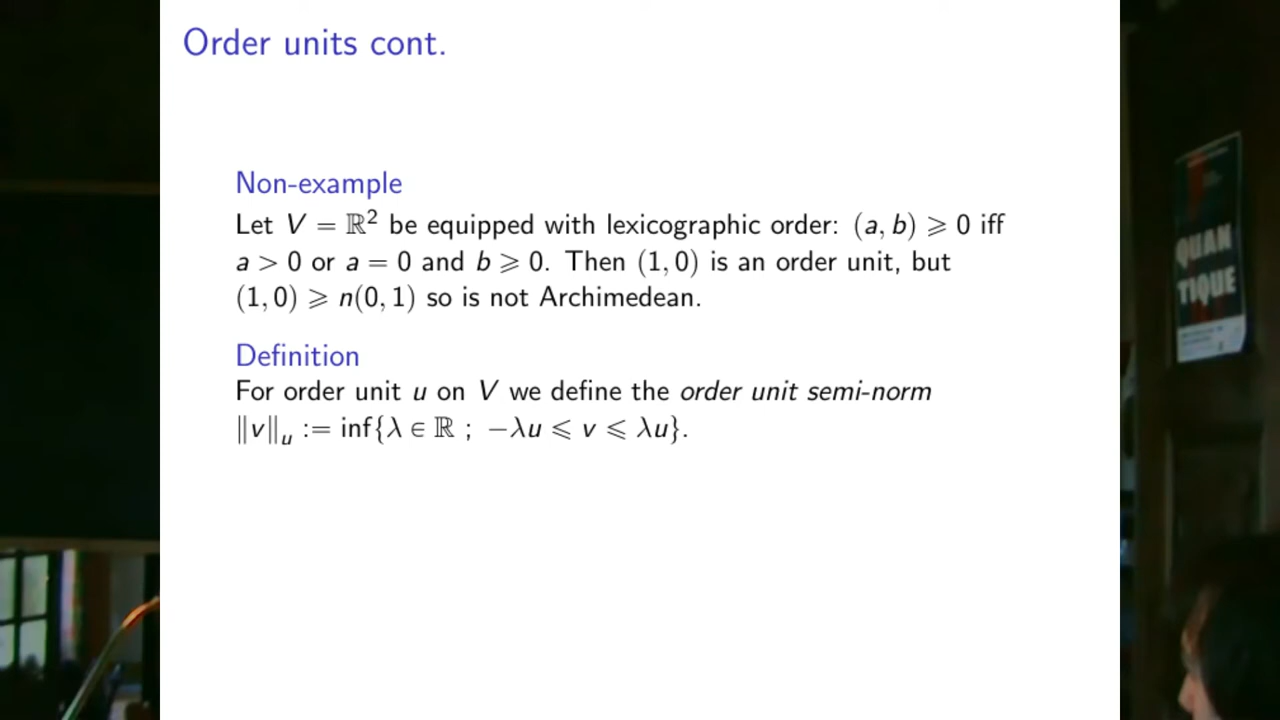 Order units cont.
Non-example
Let V = ℝ² be equipped with lexicographic order: (a, b) ⩾ 0 iff
a > 0 or a = 0 and b ⩾ 0. Then (1, 0) is an order unit, but
(1, 0) ⩾ n(0, 1) so is not Archimedean.
Definition
For order unit u on V we define the order unit semi-norm
‖v‖ᵤ := inf{λ ∈ ℝ ; −λu ⩽ v ⩽ λu}.
QUAN
TIQUE